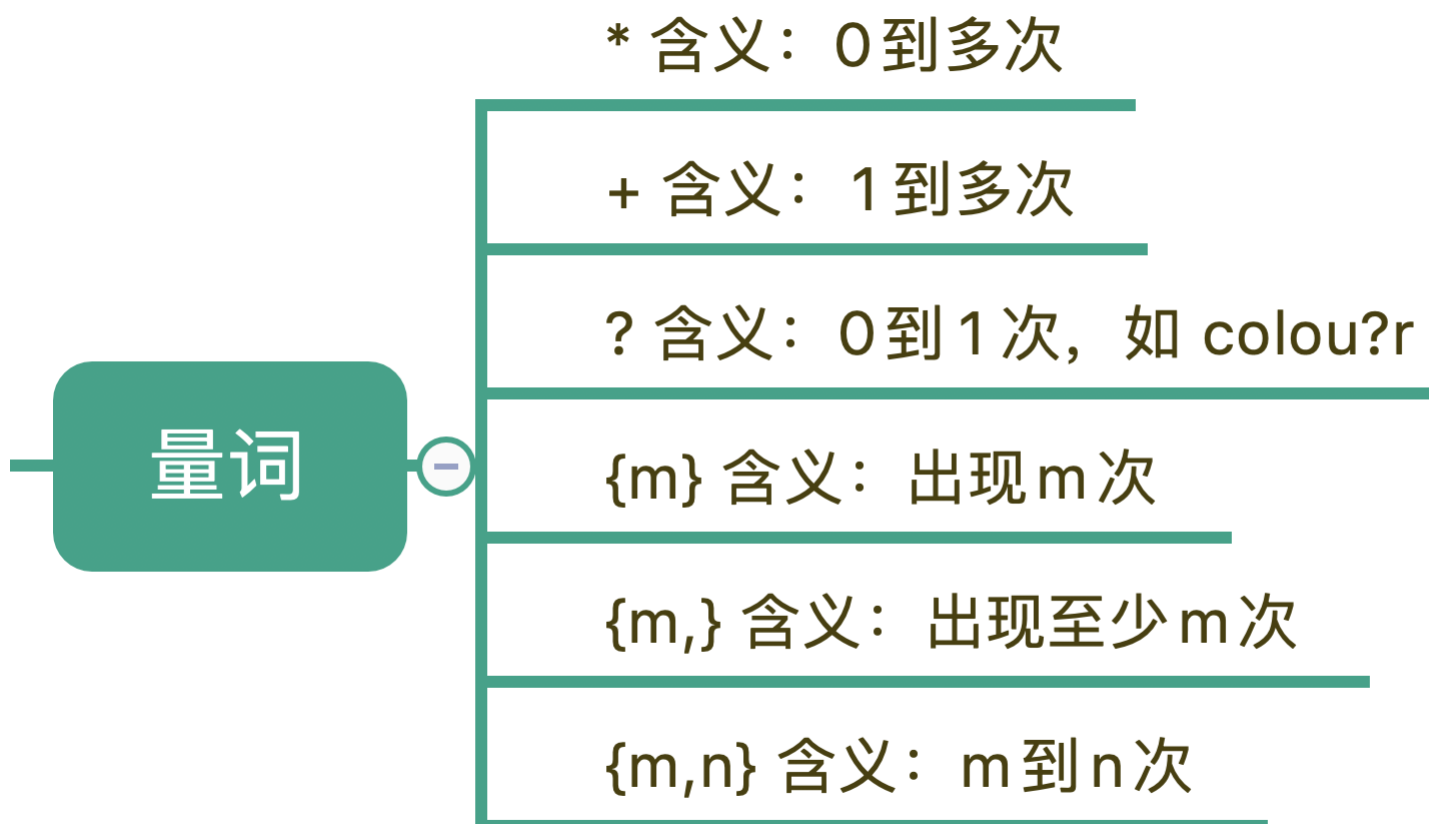 * 含义：0到多次
+ 含义：1到多次
? 含义：0到1次，如 colou?r
量词
{m} 含义：出现m次
{m,} 含义：出现至少m次
{m,n} 含义：m到n次